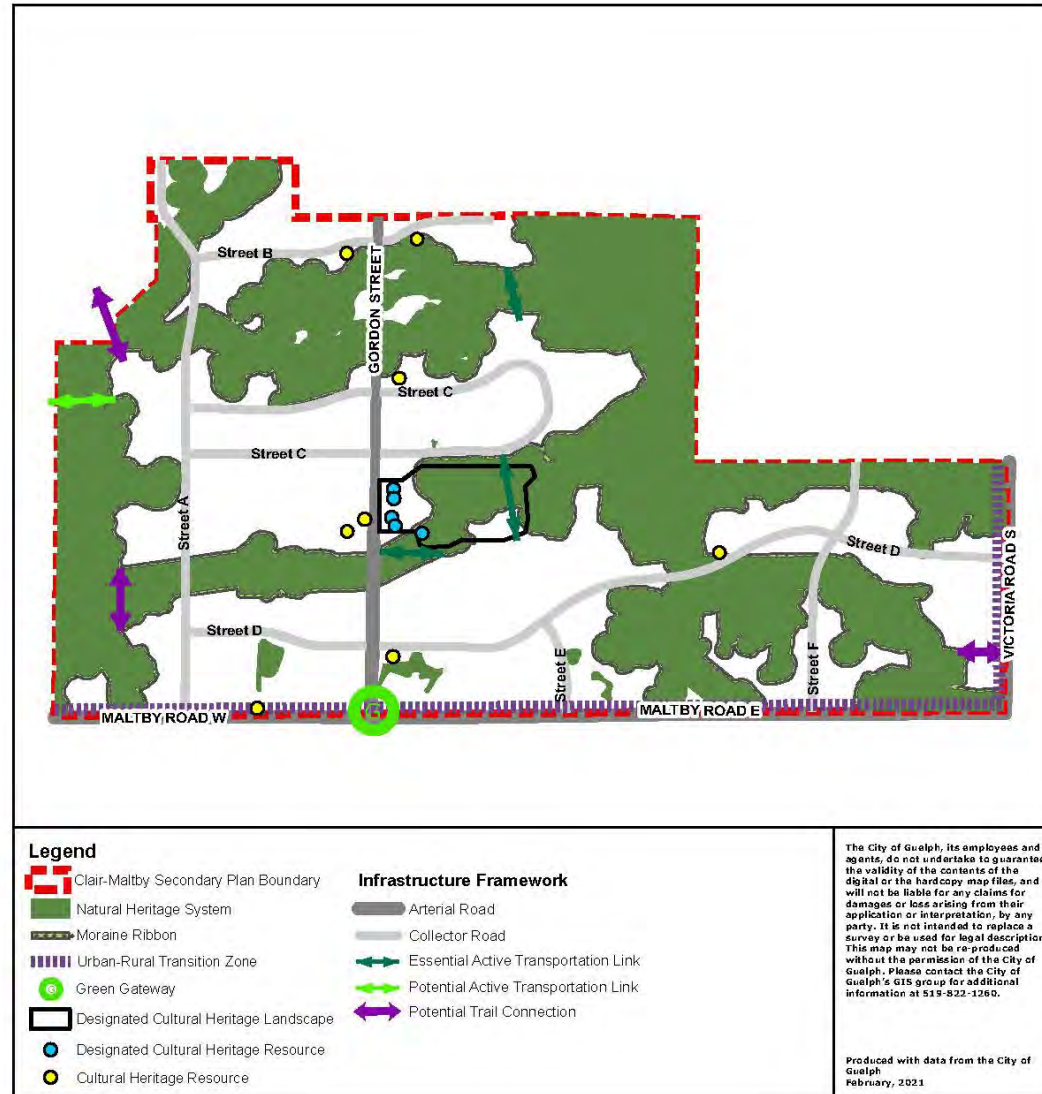 Street B
GORDON STREET
Street C
Street C
Street A
Street D
Street D
VICTORIA ROAD S
Street E
Street F
MALTBY ROAD W
G
MALTBY ROAD E
Legend
Clair-Maltby Secondary Plan Boundary
Natural Heritage System
Moraine Ribbon
Urban-Rural Transition Zone
G
Green Gateway
Designated Cultural Heritage Landscape
Designated Cultural Heritage Resource
Cultural Heritage Resource
Infrastructure Framework
Arterial Road
Collector Road
Essential Active Transportation Link
Potential Active Transportation Link
Potential Trail Connection
The City of Guelph, its employees and
agents, do not undertake to guarantee
the validity of the contents of the
digital or the hardcopy map files, and
will not be liable for any claims for
damages or loss arising from their
application or interpretation, by any
party. It is not intended to replace a
survey or be used for legal description.
This map may not be re-produced
without the permission of the City of
Guelph. Please contact the City of
Guelph's GIS group for additional
information at 519-822-1260.
Produced with data from the City of
Guelph
February, 2021